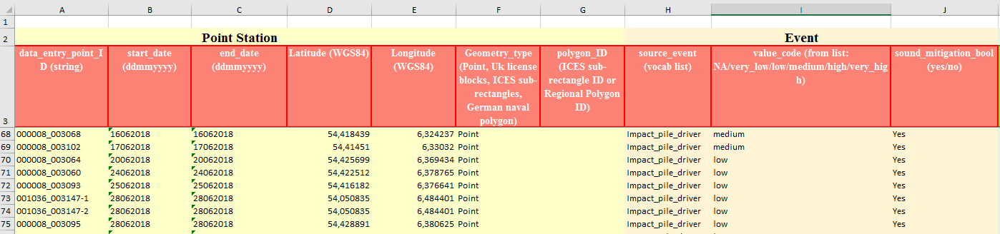 A B C D E F G H I J
1
2 Point Station Event
3
data_entry_point_I
D (string)
start_date
(ddmmyyyy)
end_date
(ddmmyyyy)
Latitude (WGS84)
Longitude
(WGS84)
Geometry_type
(Point, Uk license
blocks, ICES sub-
rectangles,
German naval
polygon)
polygon_ID
(ICES sub-
rectangle ID or
Regional Polygon
ID)
source_event
(vocab list)
value_code (from list:
NA/very_low/low/medium/high/very_hig
h)
sound_mitigation_bool
(yes/no)
68 000008_003068 16062018 16062018 54,418439 6,324237 Point Impact_pile_driver medium Yes
69 000008_003102 17062018 17062018 54,41451 6,33032 Point Impact_pile_driver medium Yes
70 000008_003064 20062018 20062018 54,425699 6,369434 Point Impact_pile_driver low Yes
71 000008_003060 24062018 24062018 54,422512 6,378765 Point Impact_pile_driver low Yes
72 000008_003093 25062018 25062018 54,416182 6,376641 Point Impact_pile_driver low Yes
73 001036_003147-1 28062018 28062018 54,050835 6,484401 Point Impact_pile_driver low Yes
74 001036_003147-2 28062018 28062018 54,050835 6,484401 Point Impact_pile_driver low Yes
75 000008_003095 28062018 28062018 54,428891 6,380625 Point Impact_pile_driver low Yes